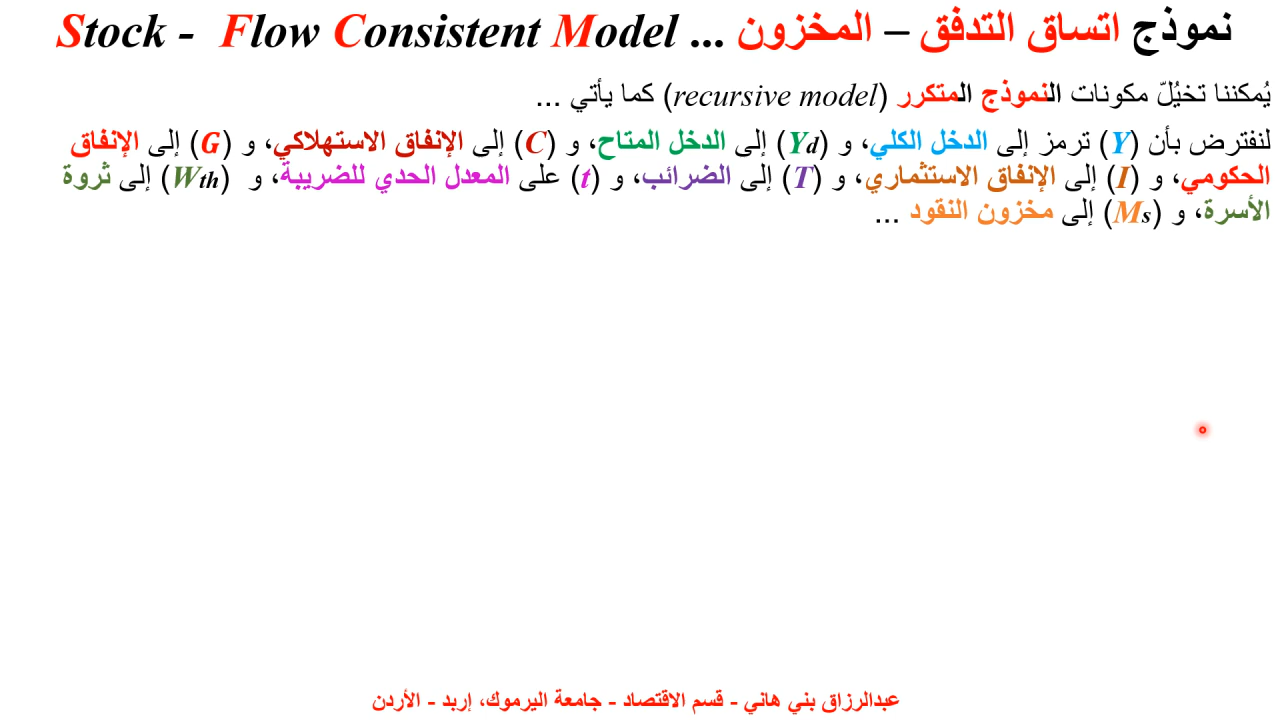 نموذج اتساق التدفق – المخزون ... Stock - Flow Consistent Model
يُمكننا تخيُلّ مكونات النموذج المتكرر (recursive model) كما يأتي ...
لنفترض بأن (Y) ترمز إلى الدخل الكلي، و (Yd) إلى الدخل المتاح، و (C) إلى الإنفاق الاستهلاكي، و (G) إلى الإنفاق
الحكومي، و (I) إلى الإنفاق الاستثماري، و (T) إلى الضرائب، و (t) على المعدل الحدي للضريبة، و (Wth) إلى ثروة
الأسرة، و (Ms) إلى مخزون النقود ...
عبدالرزاق بني هاني - قسم الاقتصاد - جامعة اليرموك، إربد - الأردن